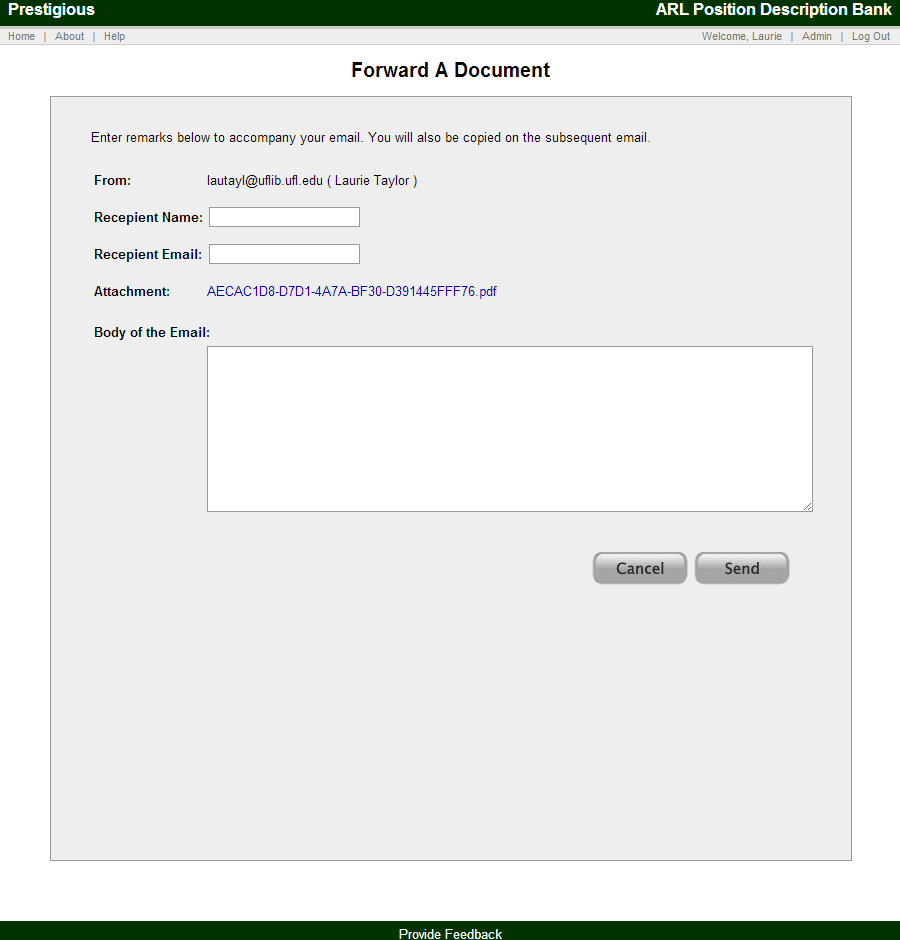 Prestigious ARL Position Description Bank
Home | About | Help Welcome, Laurie | Admin | Log Out
Forward A Document
Enter remarks below to accompany your email. You will also be copied on the subsequent email.
From: lautayl@uflib.ufl.edu ( Laurie Taylor )
Recepient Name:
Recepient Email:
Attachment: AECAC1D8-D7D1-4A7A-BF30-D391445FFF76.pdf
Body of the Email:
Cancel Send
Provide Feedback